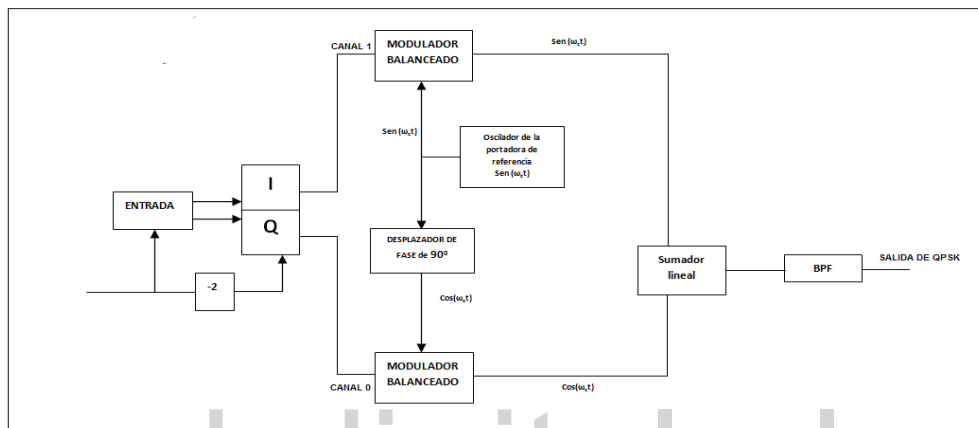 CANAL 1
MODULADOR
BALANCEADO
Sen (ωct)
Sen (ωct)
Oscilador de la
portadora de
referencia
Sen (ωct)
ENTRADA
I
Q
-2
DESPLAZADOR DE
FASE de 90º
Cos(ωct)
Sumador
lineal
BPF
SALIDA DE QPSK
CANAL 0
MODULADOR
BALANCEADO
Cos(ωct)